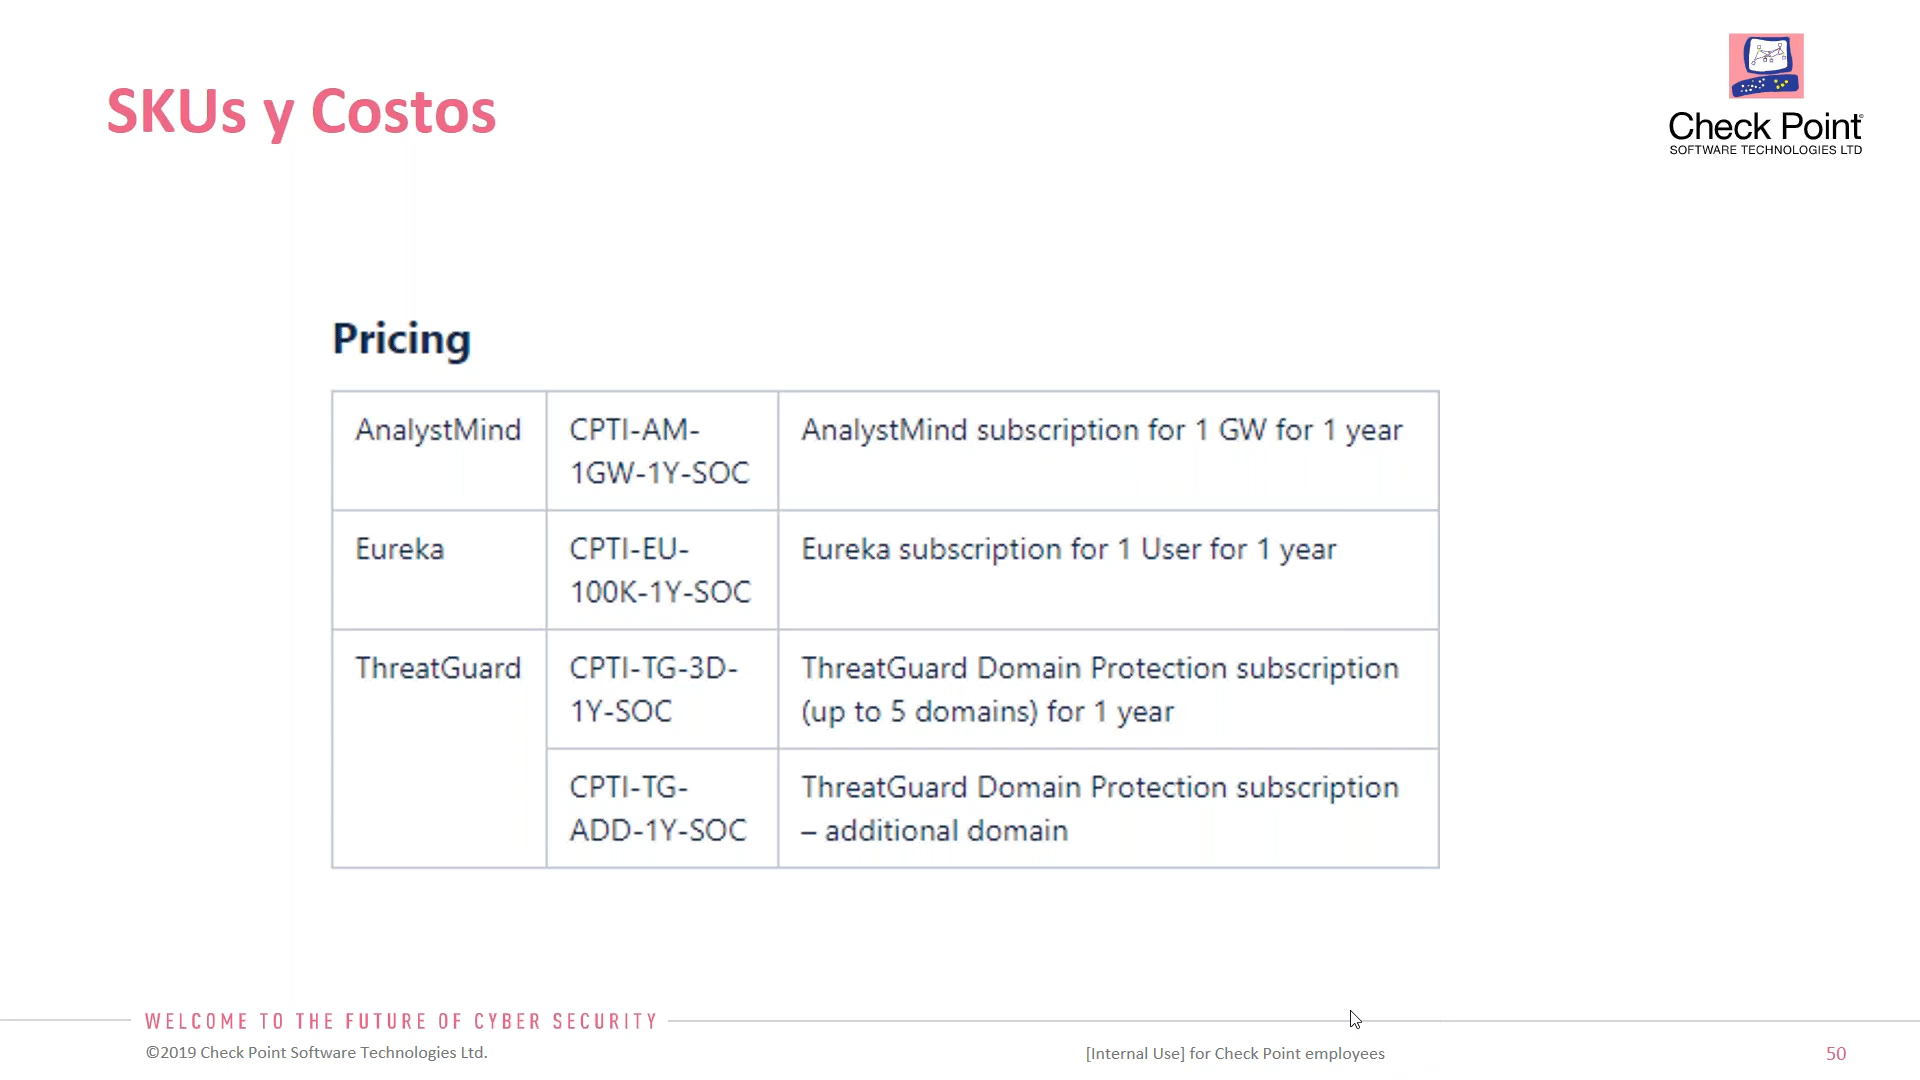 SKUs y Costos
Check Point
SOFTWARE TECHNOLOGIES LTD
Pricing
AnalystMind
CPTI-AM-
1GW-1Y-SOC
AnalystMind subscription for 1 GW for 1 year
Eureka
CPTI-EU-
100K-1Y-SOC
Eureka subscription for 1 User for 1 year
ThreatGuard
CPTI-TG-3D-
1Y-SOC
ThreatGuard Domain Protection subscription
(up to 5 domains) for 1 year
CPTI-TG-
ADD-1Y-SOC
ThreatGuard Domain Protection subscription
– additional domain
WELCOME TO THE FUTURE OF CYBER SECURITY
©2019 Check Point Software Technologies Ltd.
[Internal Use] for Check Point employees
50